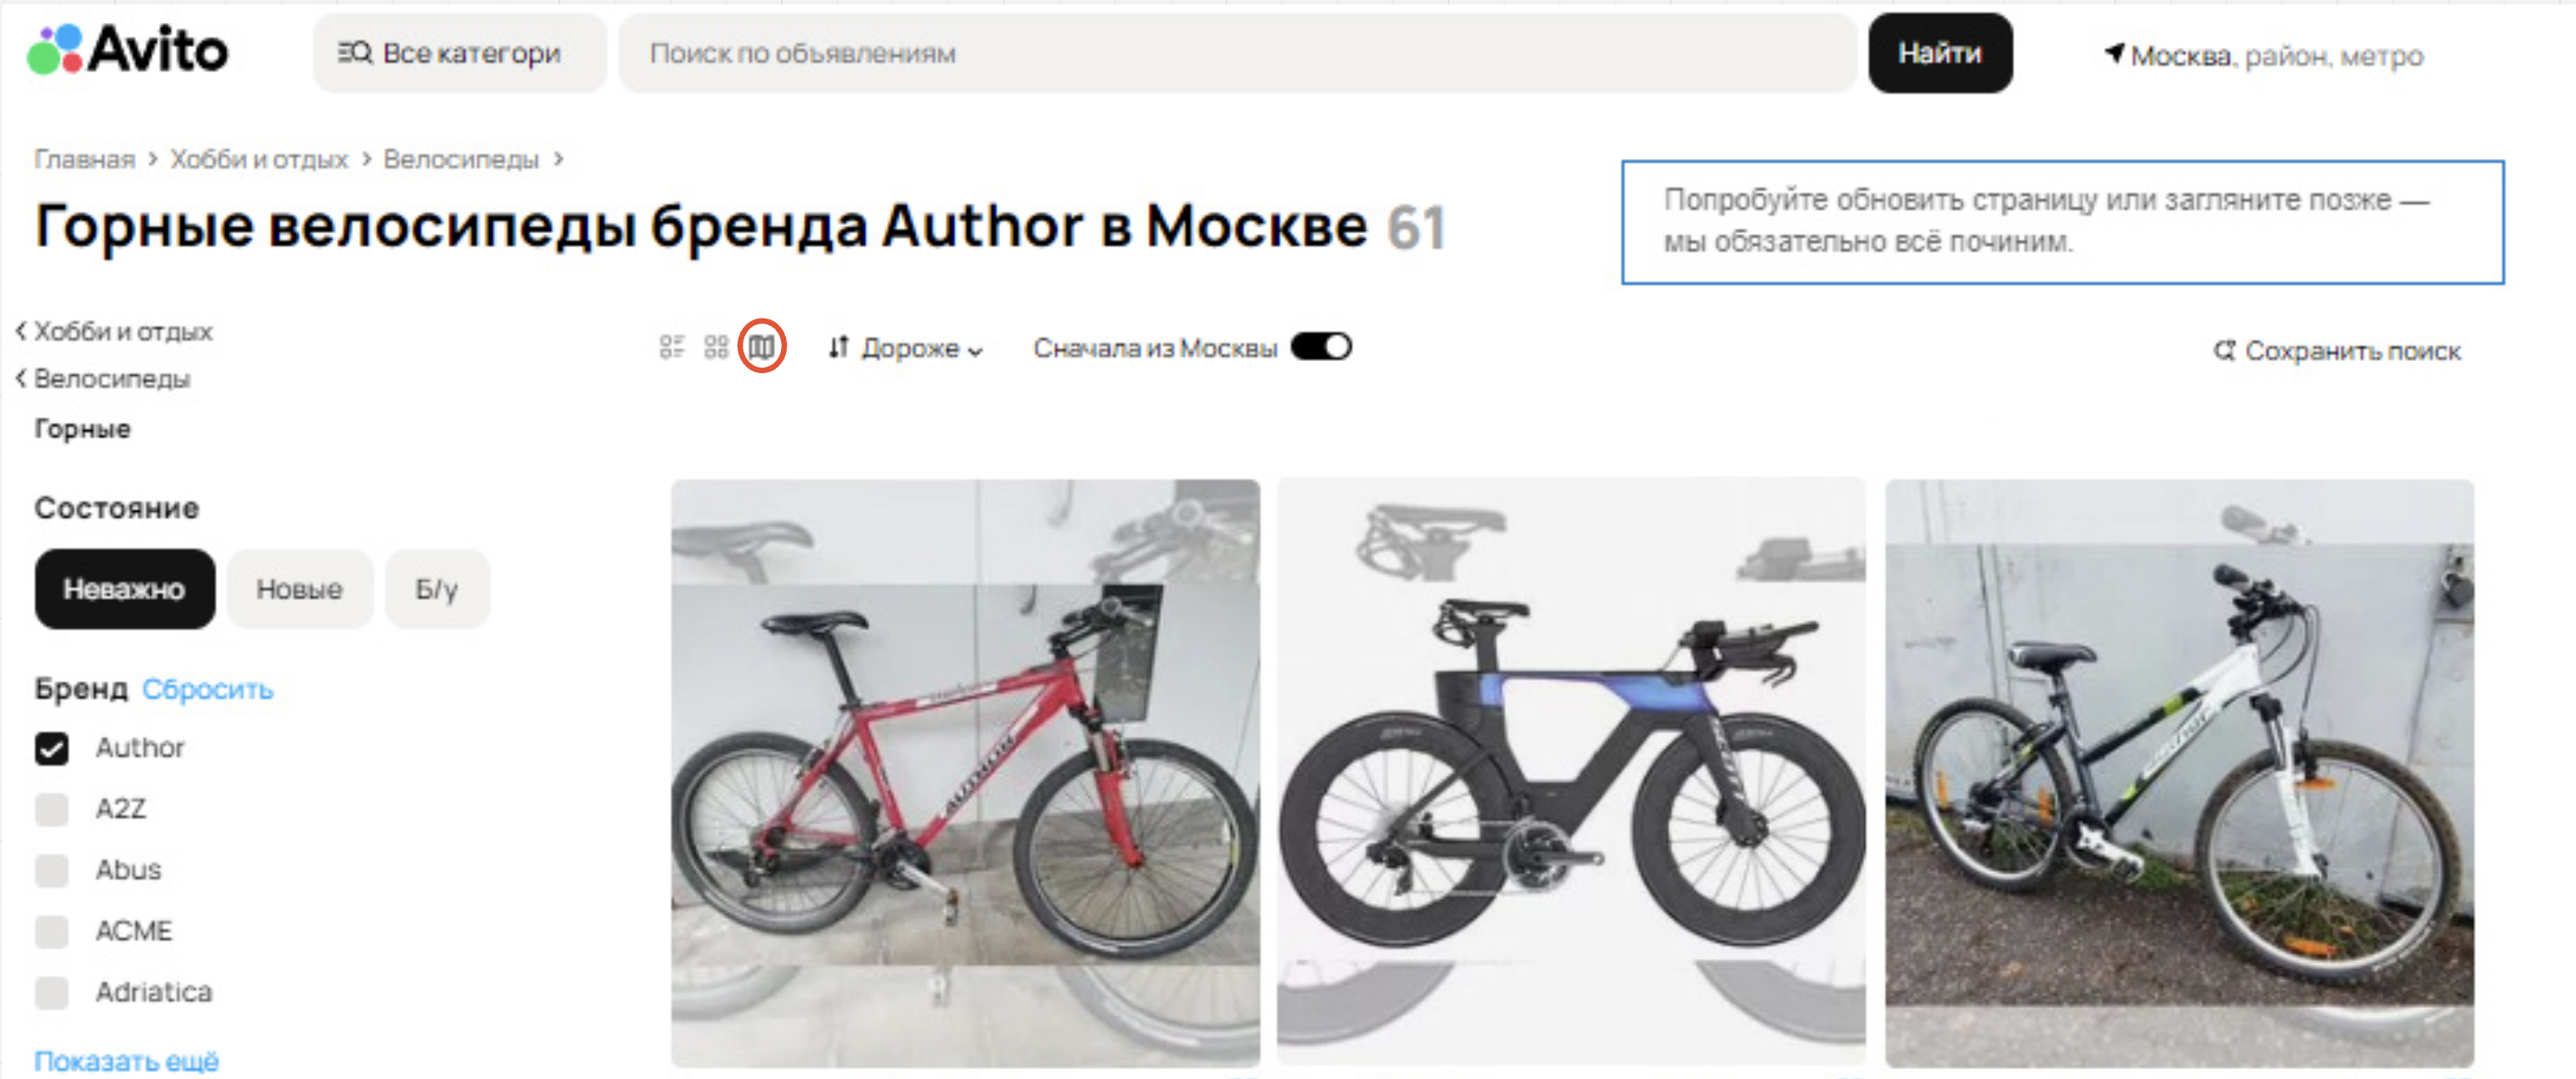 Avito
Все категори
Поиск по объявлениям
Найти
Москва, район, метро
Главная > Хобби и отдых > Велосипеды >
Горные велосипеды бренда Author в Москве 61
Попробуйте обновить страницу или загляните позже —
мы обязательно всё починим.
Хобби и отдых
Велосипеды
Горные
Дороже
Сначала из Москвы
Сохранить поиск
Состояние
Неважно
Новые
Б/у
Бренд Сбросить
Author
A2Z
Abus
ACME
Adriatica
Показать ещё
AUTHOR